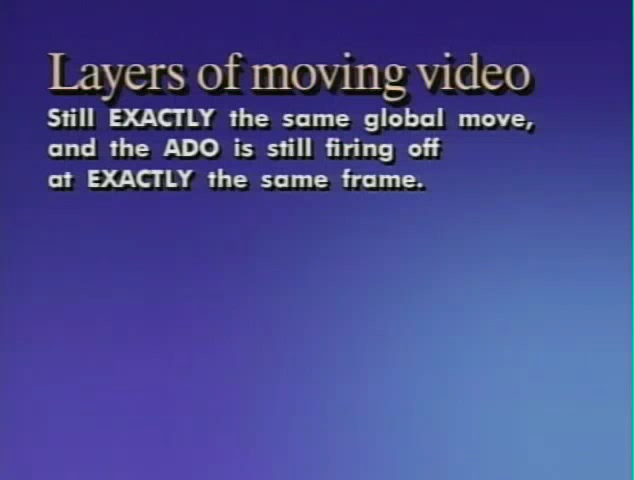 Layers of moving video
Still EXACTLY the same global move,
and the ADO is still firing off
at EXACTLY the same frame.